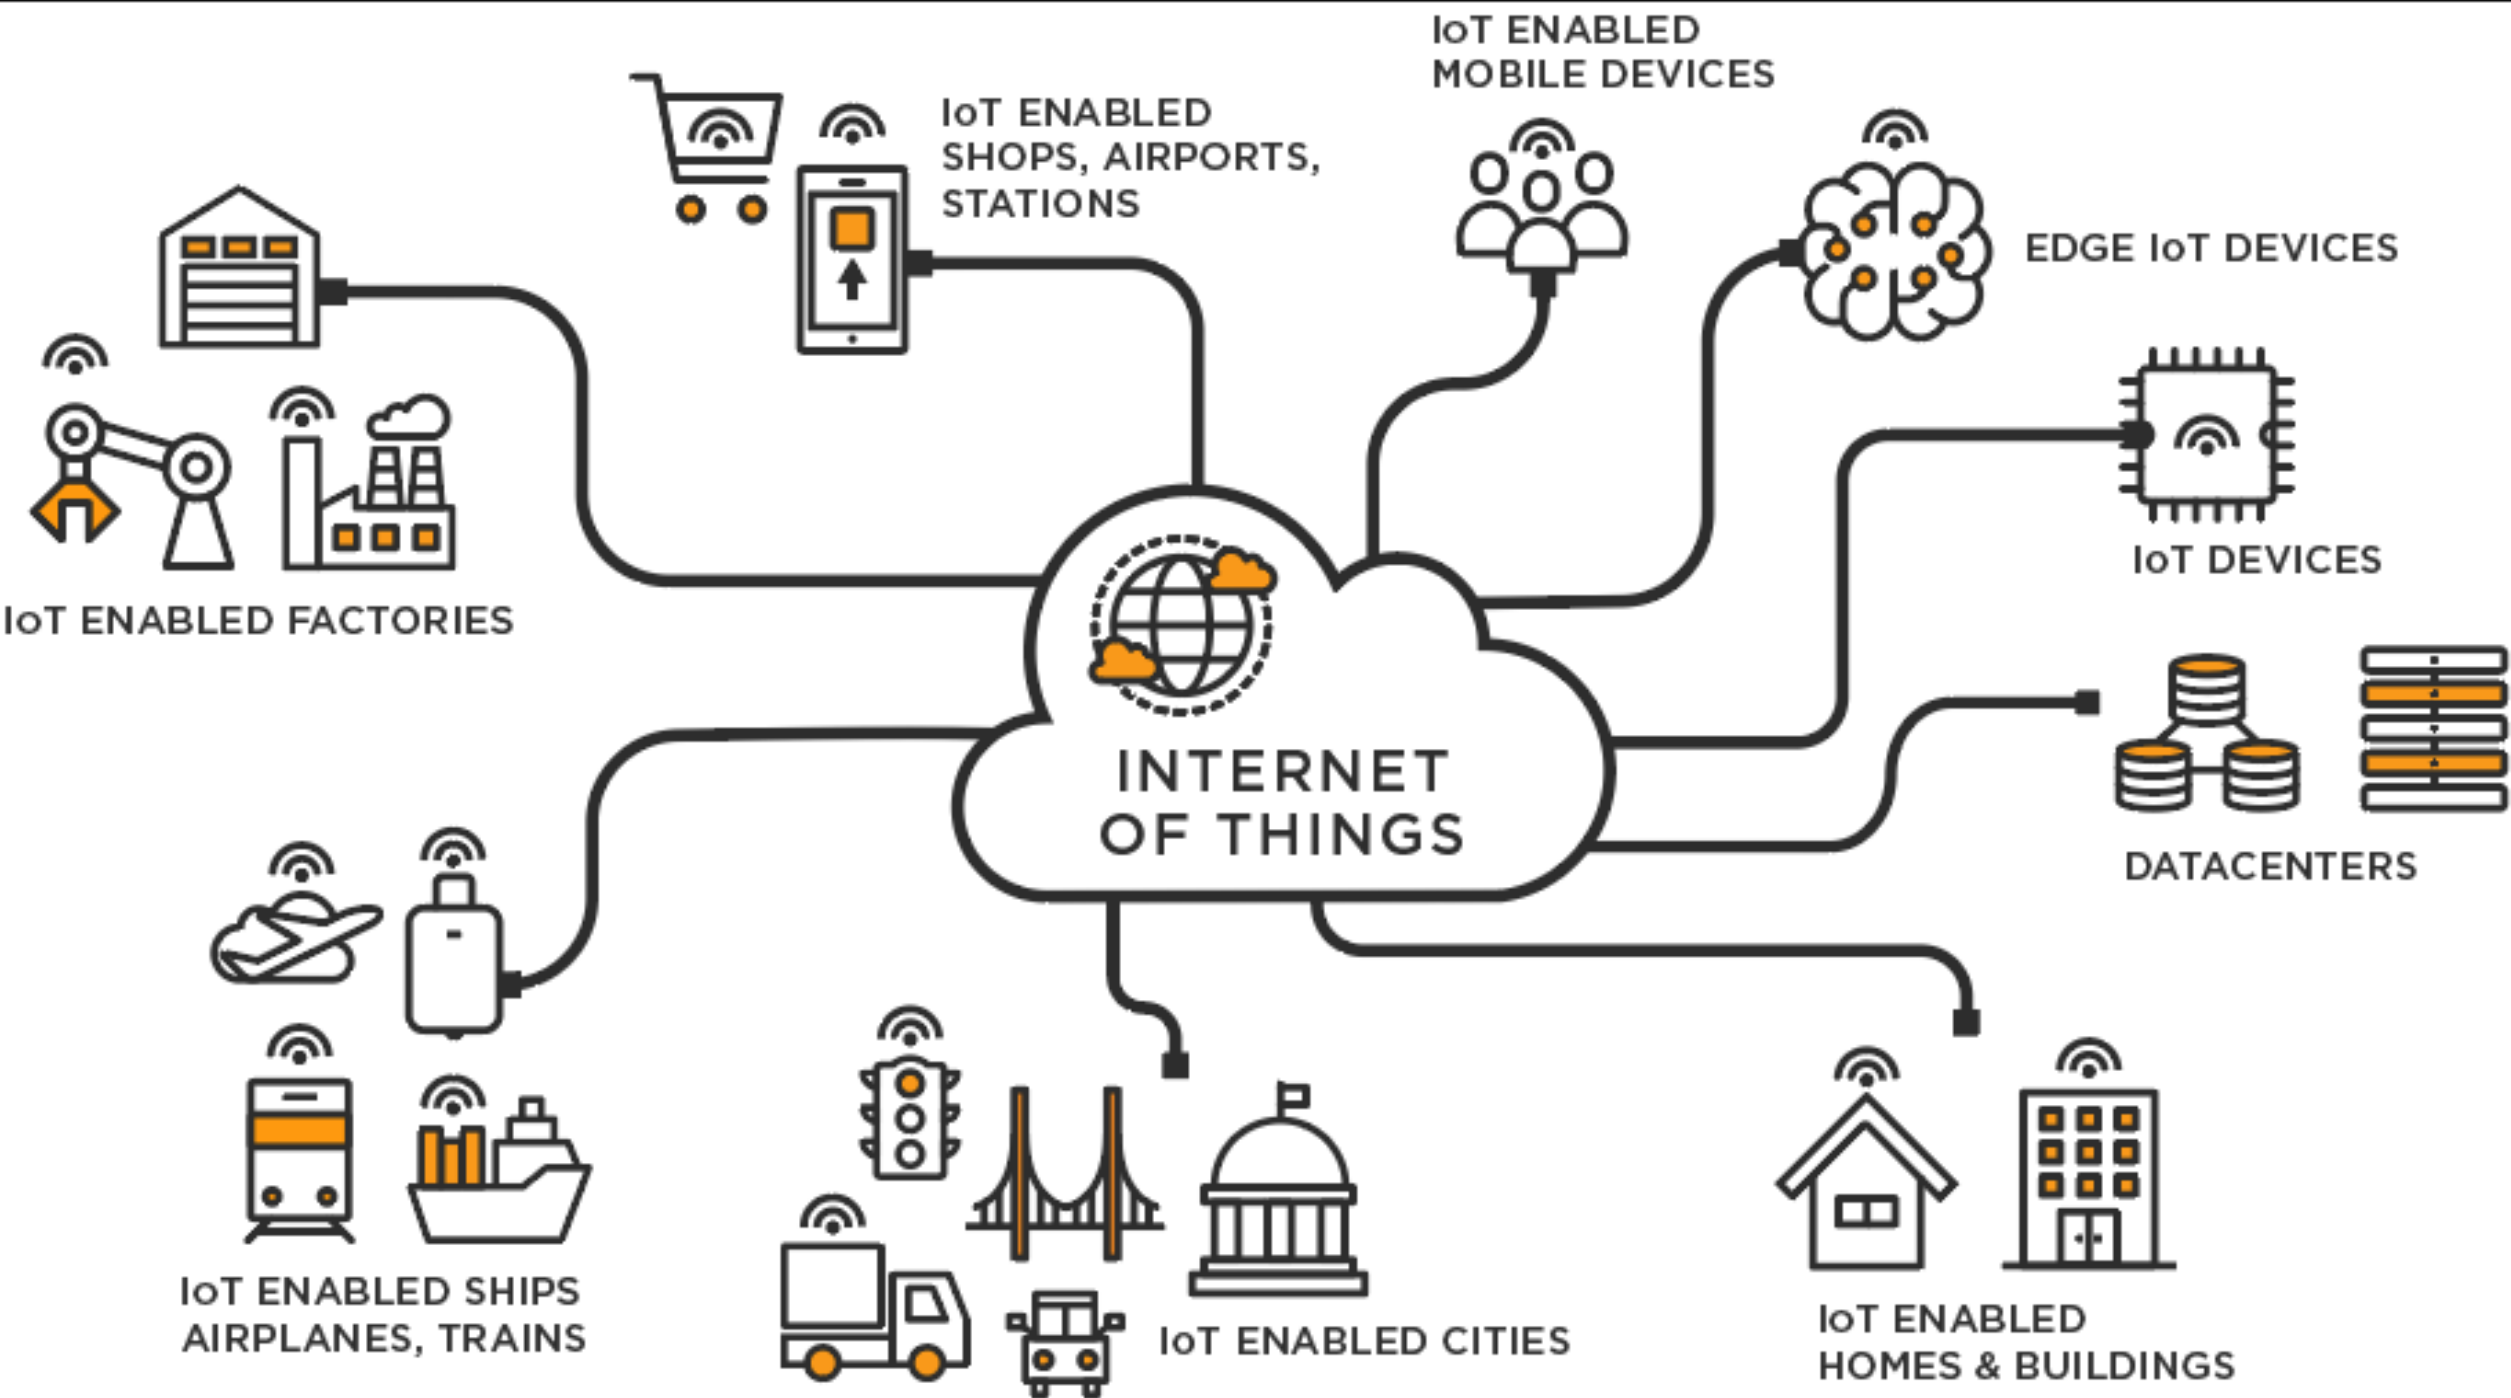 IoT ENABLED
MOBILE DEVICES
IoT ENABLED
SHOPS, AIRPORTS,
STATIONS
EDGE IoT DEVICES
IoT DEVICES
IoT ENABLED FACTORIES
INTERNET
OF THINGS
DATACENTERS
IoT ENABLED SHIPS
AIRPLANES, TRAINS
IoT ENABLED CITIES
IoT ENABLED
HOMES & BUILDINGS